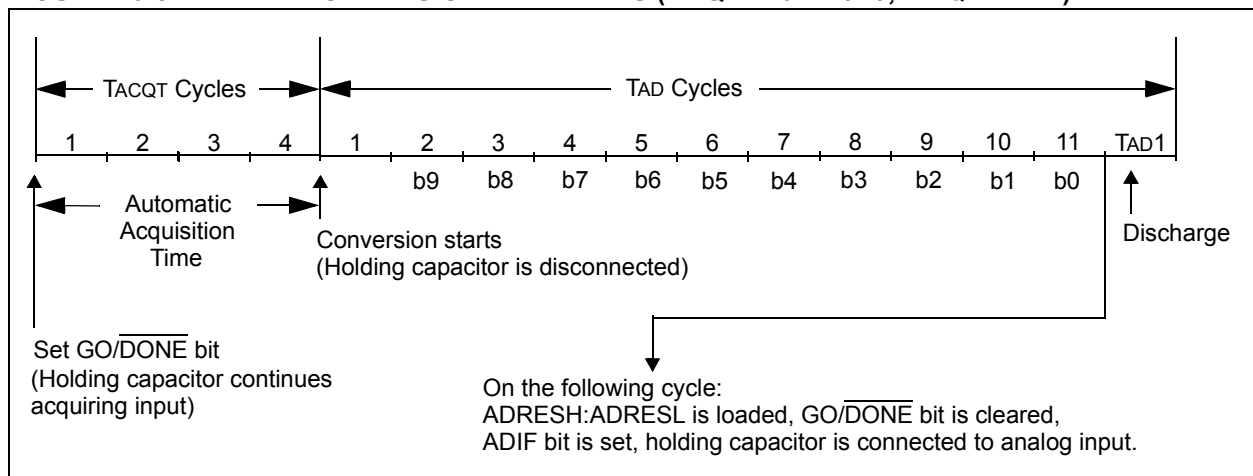 TACQT Cycles
TAD Cycles
1 2 3 4 1 2 3 4 5 6 7 8 9 10 11 TAD1
b9 b8 b7 b6 b5 b4 b3 b2 b1 b0
Automatic
Acquisition
Time
Conversion starts
(Holding capacitor is disconnected)
Discharge
Set GO/DONE bit
(Holding capacitor continues
acquiring input)
On the following cycle:
ADRESH:ADRESL is loaded, GO/DONE bit is cleared,
ADIF bit is set, holding capacitor is connected to analog input.